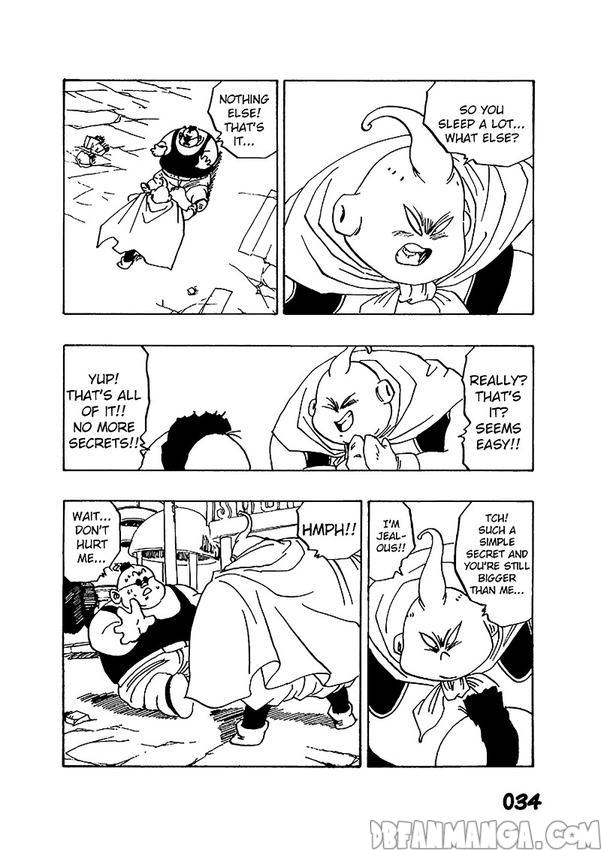 SO YOU
SLEEP A LOT...
WHAT ELSE?
NOTHING
ELSE!
THAT'S
IT...
REALLY?
THAT'S
IT?
SEEMS
EASY!!
YUP!
THAT'S ALL
OF IT!!
NO MORE
SECRETS!!
TCH!
SUCH A
SIMPLE
SECRET AND
YOU'RE STILL
BIGGER
THAN ME...
I'M
JEAL-
OUS!!
HMPH!!
WAIT...
DON'T
HURT
ME...
034
DBFANMANGA.COM